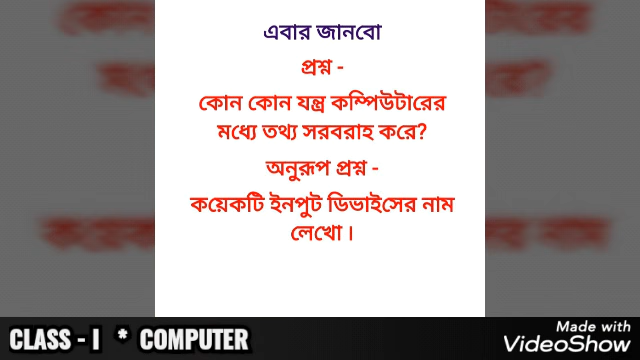 এবার জানবো
প্রশ্ন -
কোন কোন যন্ত্র কম্পিউটারের
মধ্যে তথ্য সরবরাহ করে?
অনুরূপ প্রশ্ন -
কয়েকটি ইনপুট ডিভাইসের নাম
লেখো ।
CLASS - I * COMPUTER
Made with
VideoShow